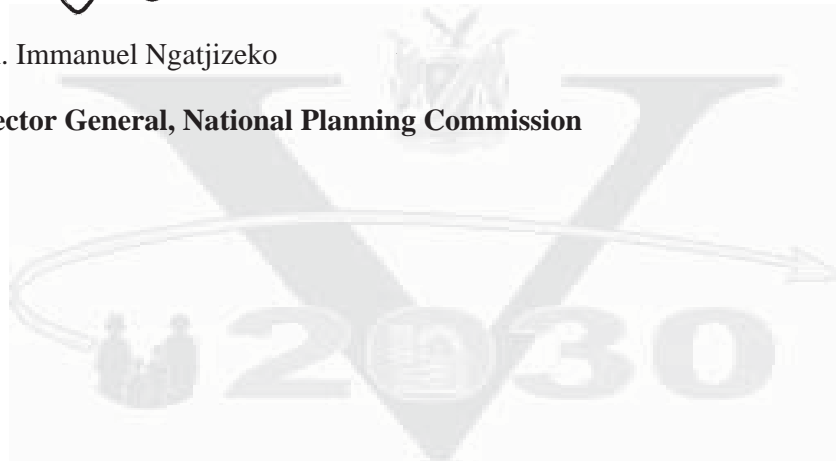 . Immanuel Ngatjizeko
ector General, National Planning Commission
V
2030